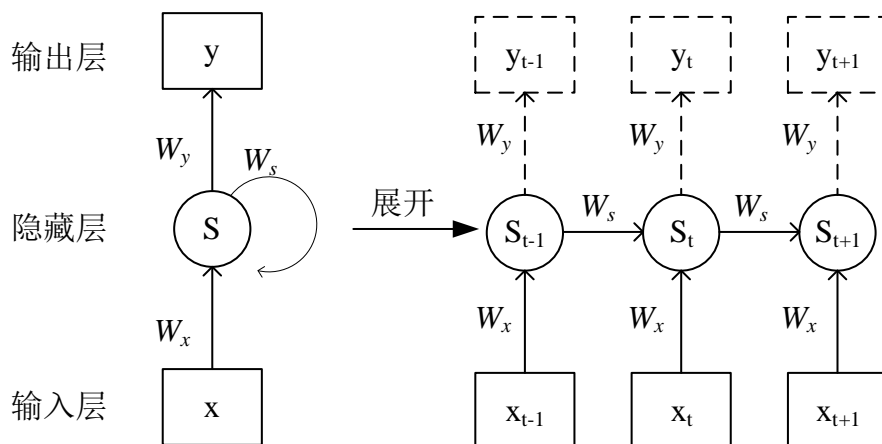 输出层 y y_{t-1} y_t y_{t+1}
W_y W_s W_y W_y W_y
隐藏层 S 展开 S_{t-1} W_s S_t W_s S_{t+1}
W_x W_x W_x W_x
输入层 x x_{t-1} x_t x_{t+1}